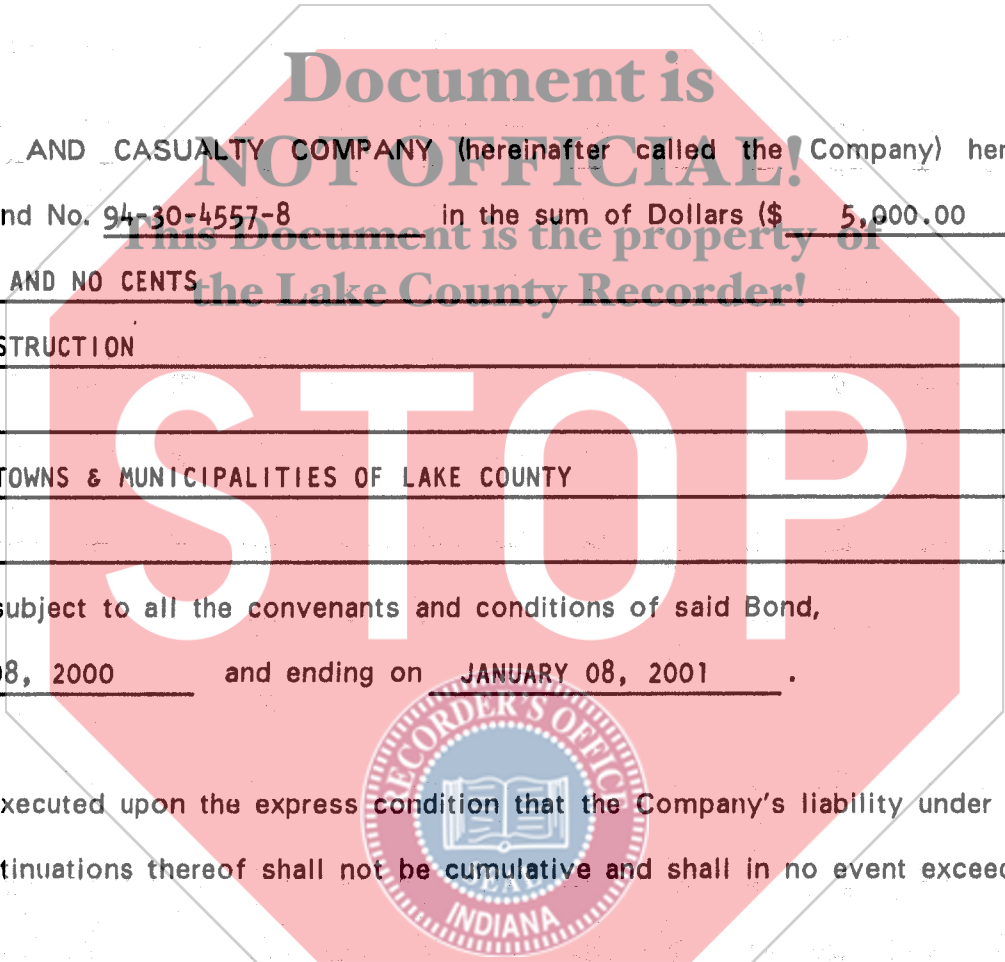 Document is
NOT OFFICIAL!
This Document is the property of
the Lake County Recorder!
STOP
AND CASUALTY COMPANY (hereinafter called the Company) her
nd No. 94-30-4557-8 in the sum of Dollars ($ 5,000.00
AND NO CENTS
STRUCTION
TOWNS & MUNICIPALITIES OF LAKE COUNTY
subject to all the convenants and conditions of said Bond,
08, 2000 and ending on JANUARY 08, 2001 .
xecuted upon the express condition that the Company's liability under
tinuations thereof shall not be cumulative and shall in no event exceed
RECORDER'S OFFICE
SEAL
INDIANA